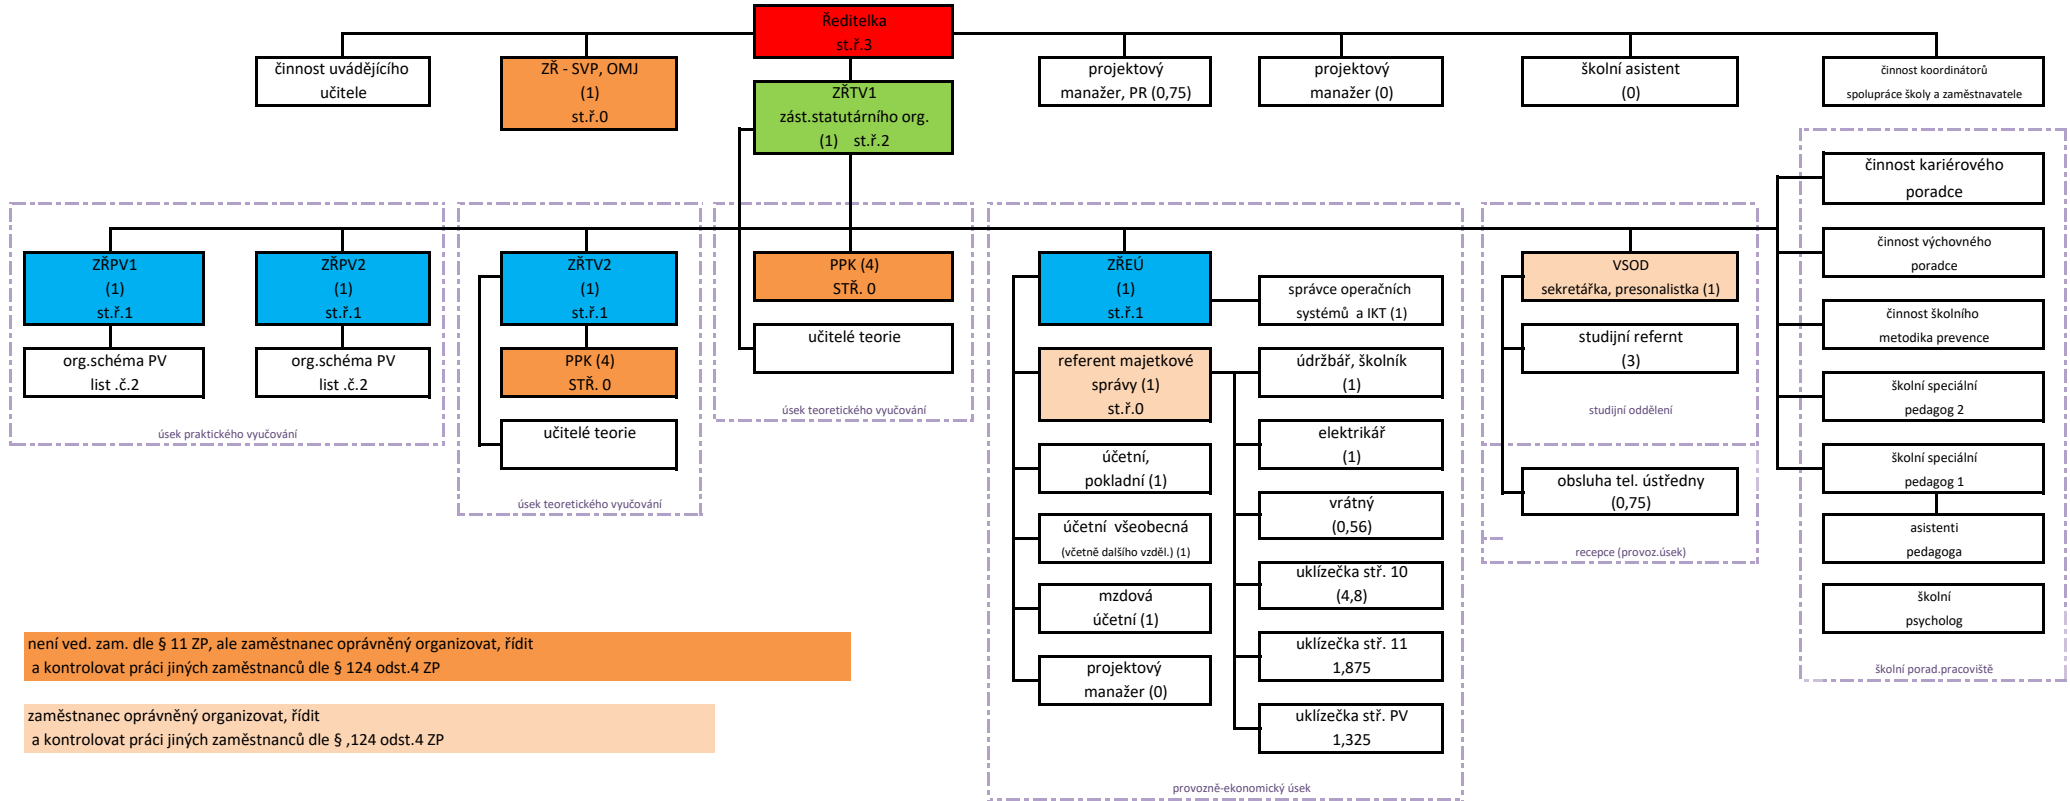 Ředitelka
st.ř.3
činnost uvádějícího
učitele
ZŘ - SVP, OMJ
(1)
st.ř.0
ZŘTV1
zást.statutárního org.
(1) st.ř.2
projektový
manažer, PR (0,75)
projektový
manažer (0)
školní asistent
(0)
činnost koordinátorů
spolupráce školy a zaměstnavatele
ZŘPV1
(1)
st.ř.1
org.schéma PV
list .č.2
ZŘPV2
(1)
st.ř.1
org.schéma PV
list .č.2
úsek praktického vyučování
ZŘTV2
(1)
st.ř.1
PPK (4)
STŘ. 0
učitelé teorie
úsek teoretického vyučování
PPK (4)
STŘ. 0
učitelé teorie
úsek teoretického vyučování
ZŘEÚ
(1)
st.ř.1
referent majetkové
správy (1)
st.ř.0
účetní,
pokladní (1)
účetní všeobecná
(včetně dalšího vzděl.) (1)
mzdová
účetní (1)
projektový
manažer (0)
správce operačních
systémů a IKT (1)
údržbář, školník
(1)
elektrikář
(1)
vrátný
(0,56)
uklízečka stř. 10
(4,8)
uklízečka stř. 11
1,875
uklízečka stř. PV
1,325
provozně-ekonomický úsek
VSOD
sekretářka, presonalistka (1)
studijní refernt
(3)
studijní oddělení
obsluha tel. ústředny
(0,75)
recepce (provoz.úsek)
činnost kariérového
poradce
činnost výchovného
poradce
činnost školního
metodika prevence
školní speciální
pedagog 2
školní speciální
pedagog 1
asistenti
pedagoga
školní
psycholog
školní porad.pracoviště
není ved. zam. dle § 11 ZP, ale zaměstnanec oprávněný organizovat, řídit
a kontrolovat práci jiných zaměstnanců dle § 124 odst.4 ZP
zaměstnanec oprávněný organizovat, řídit
a kontrolovat práci jiných zaměstnanců dle § ,124 odst.4 ZP